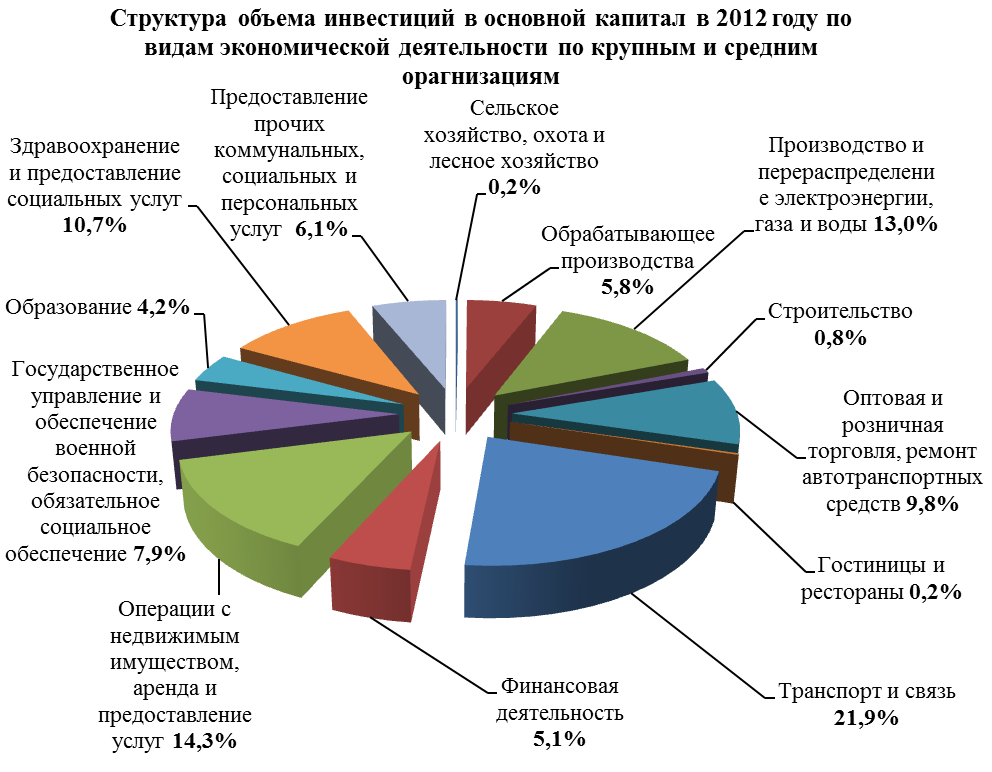 Структура объема инвестиций в основной капитал в 2012 году по
видам экономической деятельности по крупным и средним
орагнизациям
Предоставление
прочих
коммунальных,
социальных и
персональных
услуг 6,1%
Сельское
хозяйство, охота и
лесное хозяйство
0,2%
Здравоохранение
и предоставление
социальных услуг
10,7%
Производство и
перераспределени
е электроэнергии,
газа и воды 13,0%
Обрабатывающее
производства
5,8%
Образование 4,2%
Строительство
0,8%
Государственное
управление и
обеспечение
военной
безопасности,
обязательное
социальное
обеспечение 7,9%
Оптовая и
розничная
торговля, ремонт
автотранспортных
средств 9,8%
Гостиницы и
рестораны 0,2%
Операции с
недвижимым
имуществом,
аренда и
предоставление
услуг 14,3%
Финансовая
деятельность
5,1%
Транспорт и связь
21,9%